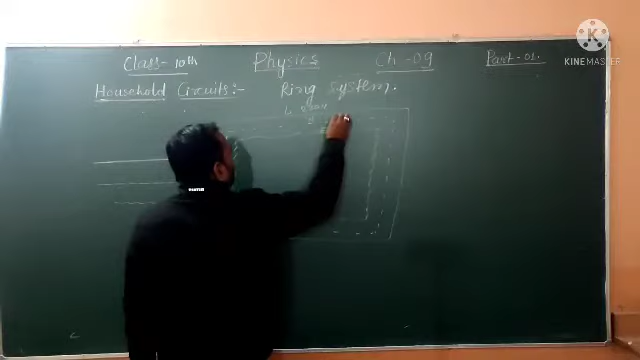 Class- 10th Physics Ch -09 Part-01.
Household Circuits:- Ring system.
KINEMASTER